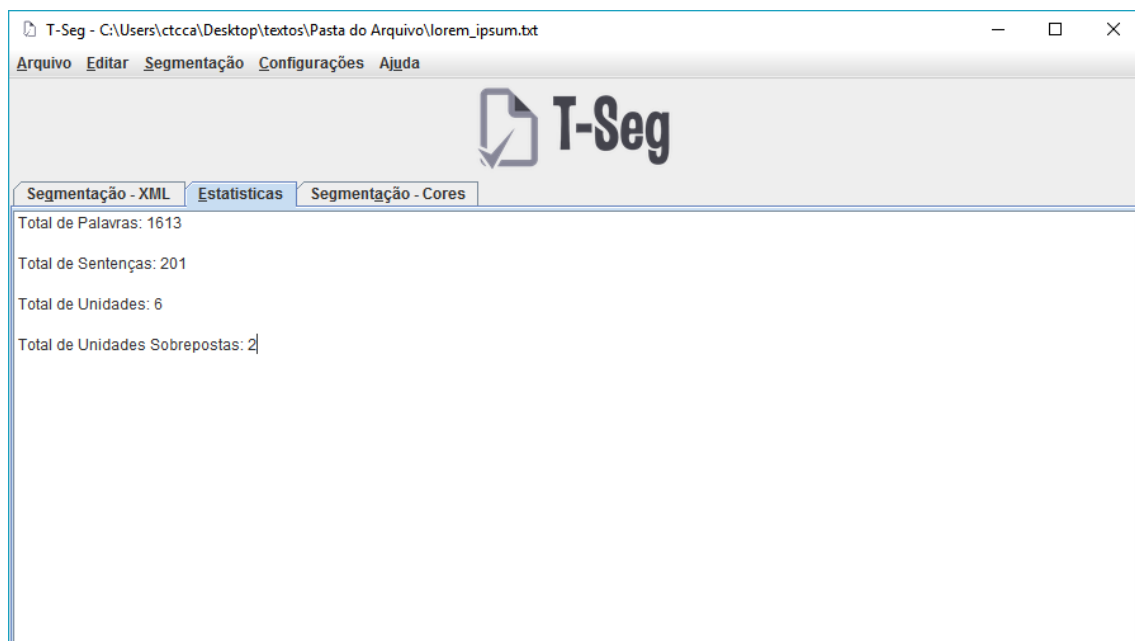 T-Seg - C:\Users\ctcca\Desktop\textos\Pasta do Arquivo\lorem_ipsum.txt
Arquivo Editar Segmentação Configurações Ajuda
T-Seg
Segmentação - XML Estatisticas Segmentação - Cores
Total de Palavras: 1613
Total de Sentenças: 201
Total de Unidades: 6
Total de Unidades Sobrepostas: 2